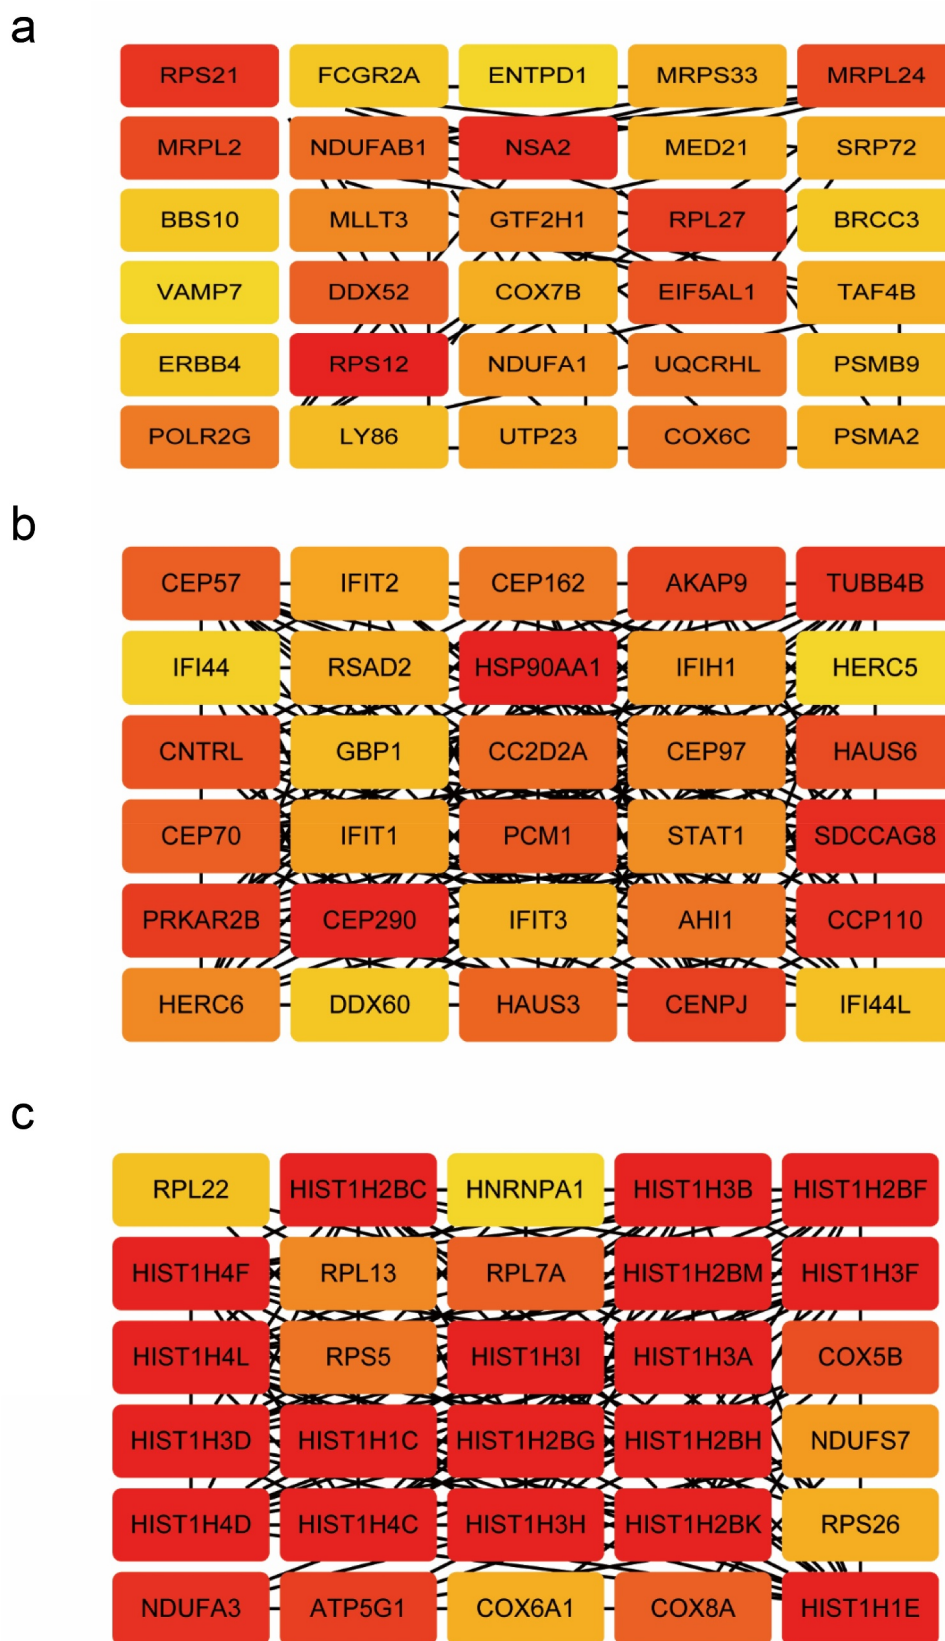 a
RPS21 FCGR2A ENTPD1 MRPS33 MRPL24
MRPL2 NDUFAB1 NSA2 MED21 SRP72
BBS10 MLLT3 GTF2H1 RPL27 BRCC3
VAMP7 DDX52 COX7B EIF5AL1 TAF4B
ERBB4 RPS12 NDUFA1 UQCRHL PSMB9
POLR2G LY86 UTP23 COX6C PSMA2
b
CEP57 IFIT2 CEP162 AKAP9 TUBB4B
IFI44 RSAD2 HSP90AA1 IFIH1 HERC5
CNTRL GBP1 CC2D2A CEP97 HAUS6
CEP70 IFIT1 PCM1 STAT1 SDCCAG8
PRKAR2B CEP290 IFIT3 AHI1 CCP110
HERC6 DDX60 HAUS3 CENPJ IFI44L
c
RPL22 HIST1H2BC HNRNPA1 HIST1H3B HIST1H2BF
HIST1H4F RPL13 RPL7A HIST1H2BM HIST1H3F
HIST1H4L RPS5 HIST1H3I HIST1H3A COX5B
HIST1H3D HIST1H1C HIST1H2BG HIST1H2BH NDUFS7
HIST1H4D HIST1H4C HIST1H3H HIST1H2BK RPS26
NDUFA3 ATP5G1 COX6A1 COX8A HIST1H1E